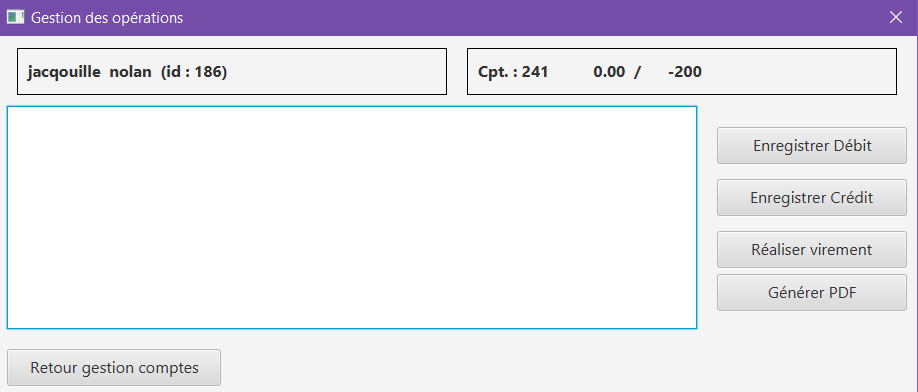 Gestion des opérations
jacqouille nolan (id : 186)
Cpt. : 241 0.00 / -200
Enregistrer Débit
Enregistrer Crédit
Réaliser virement
Générer PDF
Retour gestion comptes